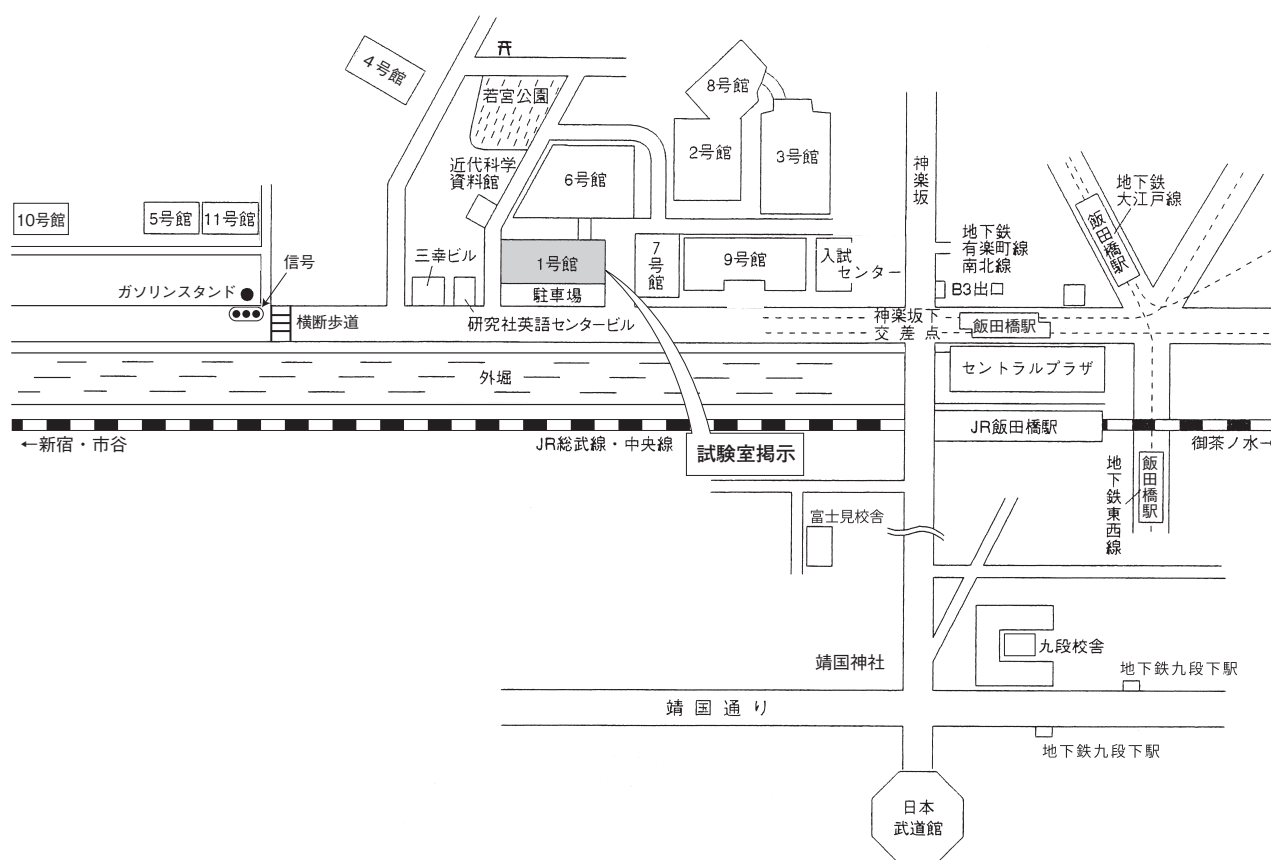 4号館
若宮公園
8号館
2号館
3号館
近代科学
資料館
6号館
神楽坂
地下鉄
大江戸線
飯田橋駅
10号館
5号館
11号館
信号
三幸ビル
1号館
7号館
9号館
入試
センター
地下鉄
有楽町線
南北線
B3出口
ガソリンスタンド
駐車場
横断歩道
研究社英語センタービル
神楽坂下
交差点
飯田橋駅
セントラルプラザ
外堀
JR飯田橋駅
←新宿・市谷
JR総武線・中央線
試験室掲示
御茶ノ水→
地下鉄東西線
飯田橋駅
富士見校舎
九段校舎
靖国神社
地下鉄九段下駅
靖国通り
地下鉄九段下駅
日本
武道館